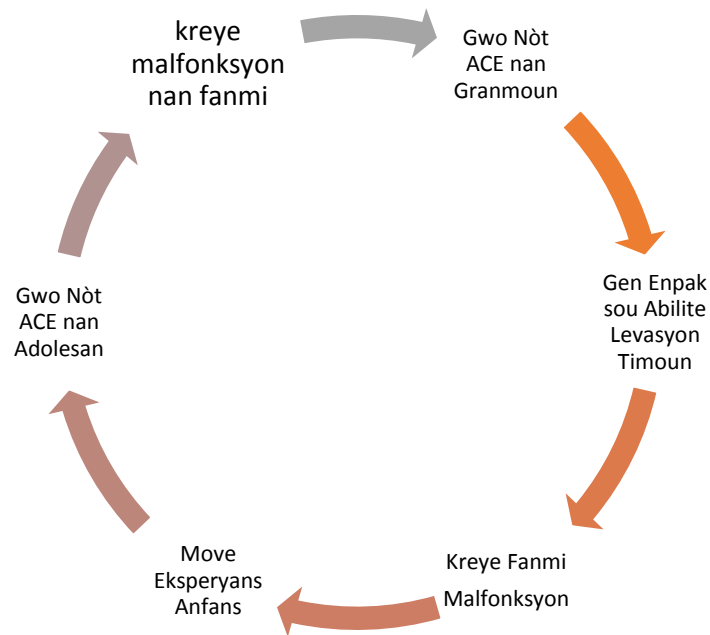 kreye
malfonksyon
nan fanmi
Gwo Nòt
ACE nan
Granmoun
Gen Enpak
sou Abilite
Levasyon
Timoun
Kreye Fanmi
Malfonksyon
Move
Eksperyans
Anfans
Gwo Nòt
ACE nan
Adolesan